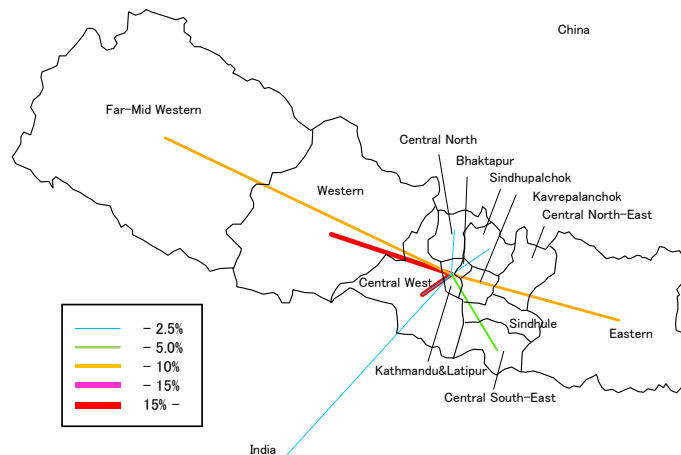 China
Far-Mid Western
Central North
Bhaktapur
Sindhupalchok
Western
Kavrepalanchok
Central North-East
Central West
Sindhule
Eastern
- 2.5%
- 5.0%
- 10%
- 15%
15% -
Kathmandu&Latipur
Central South-East
India